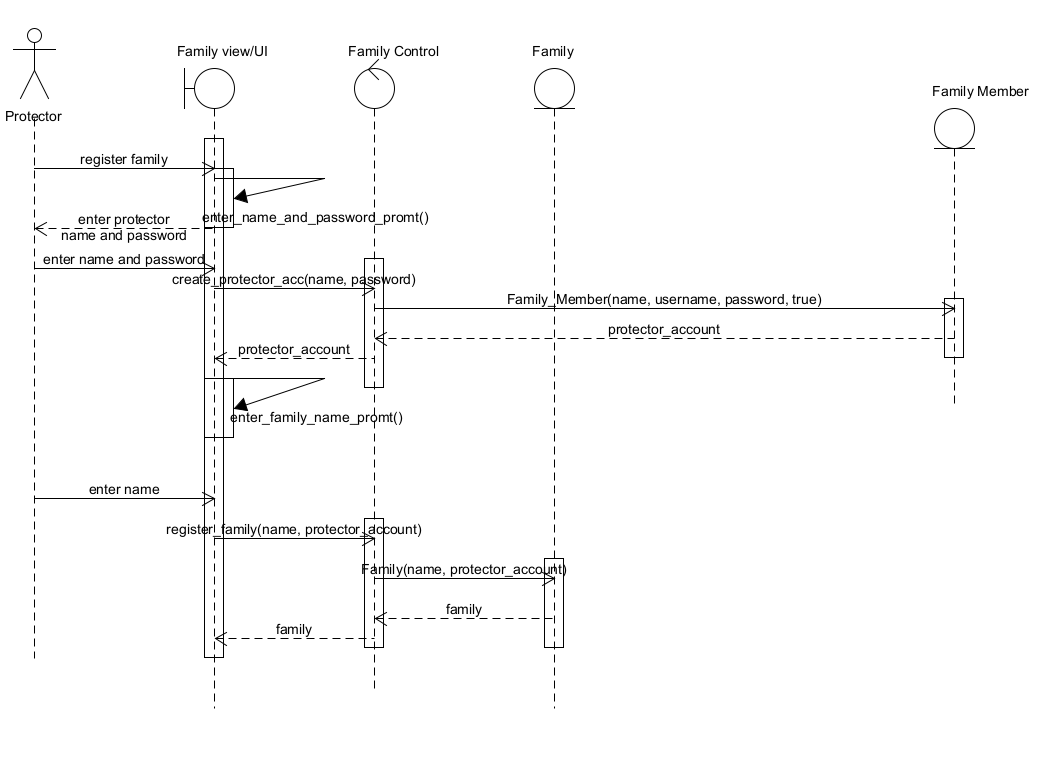 Family view/UI
Family Control
Family
Family Member
Protector
register family
enter_name_and_password_promt()
enter protector
name and password
enter name and password
create_protector_acc(name, password)
Family_Member(name, username, password, true)
protector_account
protector_account
enter_family_name_promt()
enter name
register_family(name, protector_account)
Family(name, protector_account)
family
family